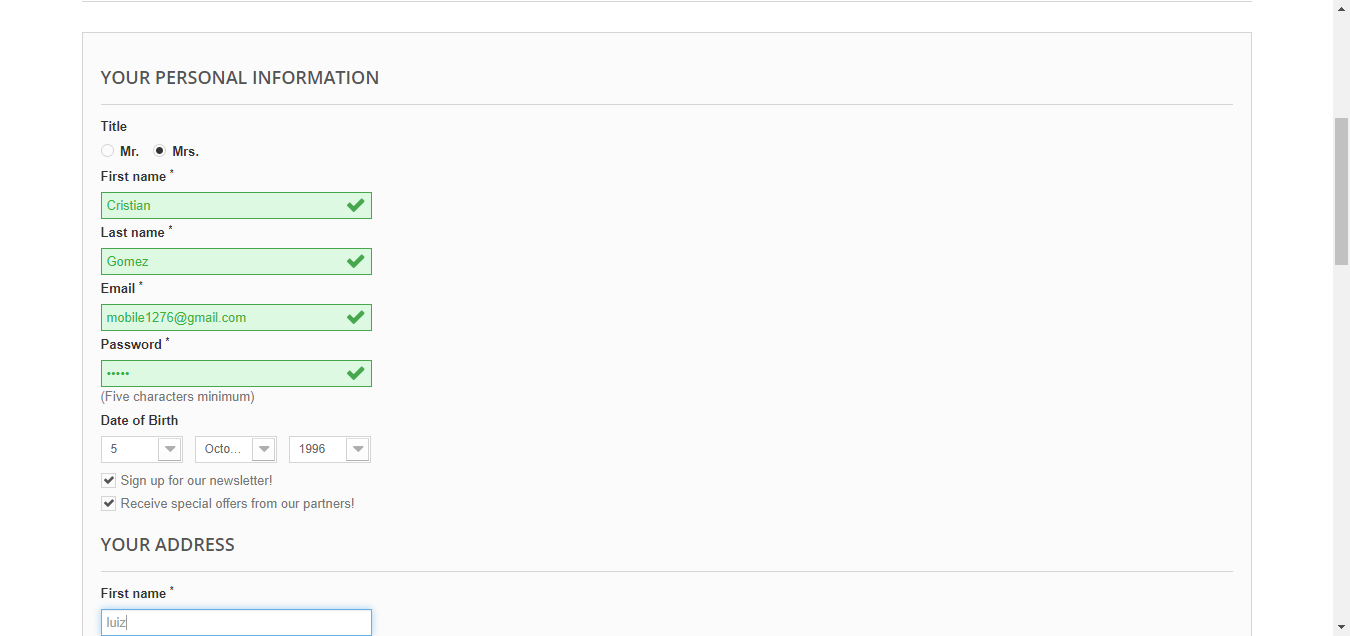 YOUR PERSONAL INFORMATION
Title
Mr. Mrs.
First name *
Cristian
Last name *
Gomez
Email *
mobile1276@gmail.com
Password *
•••••
(Five characters minimum)
Date of Birth
5 Octo... 1996
Sign up for our newsletter!
Receive special offers from our partners!
YOUR ADDRESS
First name *
luiz